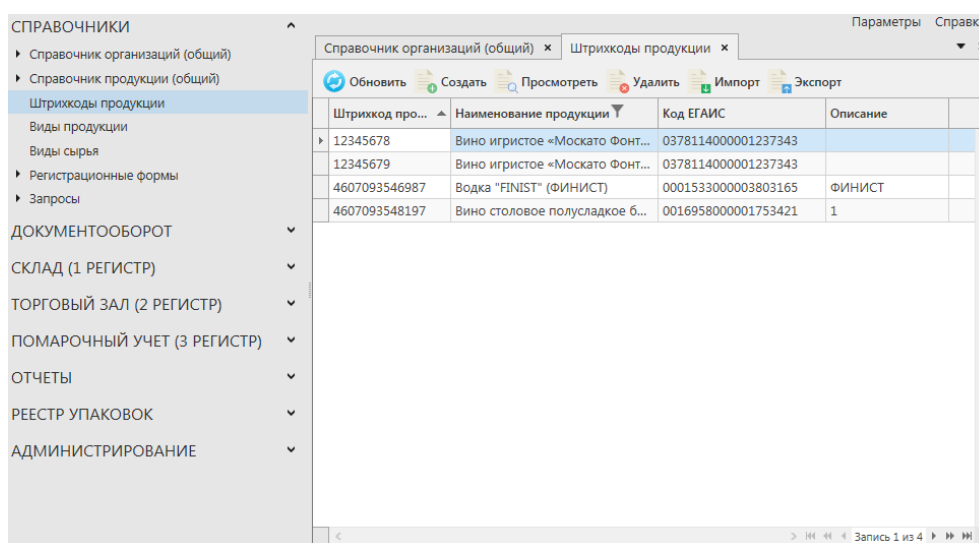 СПРАВОЧНИКИ
Справочник организаций (общий)
Справочник продукции (общий)
Штрихкоды продукции
Виды продукции
Виды сырья
Регистрационные формы
Запросы
ДОКУМЕНТООБОРОТ
СКЛАД (1 РЕГИСТР)
ТОРГОВЫЙ ЗАЛ (2 РЕГИСТР)
ПОМАРОЧНЫЙ УЧЕТ (3 РЕГИСТР)
ОТЧЕТЫ
РЕЕСТР УПАКОВОК
АДМИНИСТРИРОВАНИЕ
Параметры Справк
Справочник организаций (общий) × Штрихкоды продукции ×
Обновить Создать Просмотреть Удалить Импорт Экспорт
Штрихкод про... Наименование продукции Код ЕГАИС Описание
12345678 Вино игристое «Москато Фонт... 0378114000001237343
12345679 Вино игристое «Москато Фонт... 0378114000001237343
4607093546987 Водка "FINIST" (ФИНИСТ) 0001533000003803165 ФИНИСТ
4607093548197 Вино столовое полусладкое б... 0016958000001753421 1
Запись 1 из 4